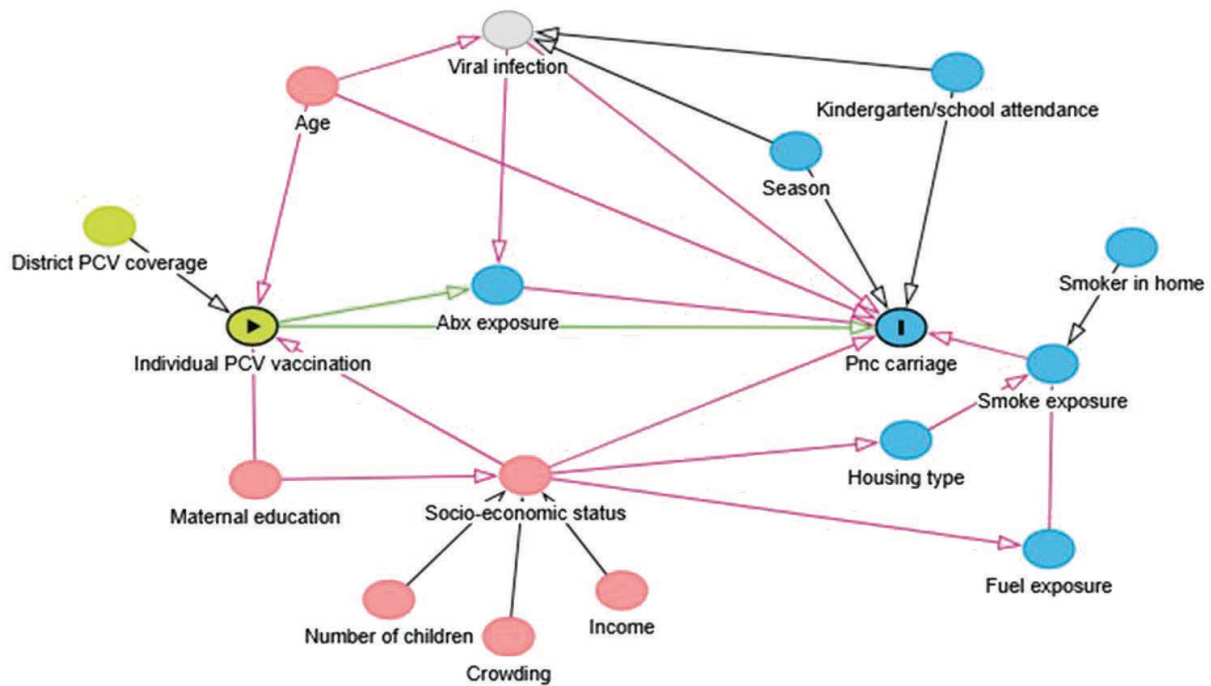 Viral infection
Kindergarten/school attendance
Age
Season
District PCV coverage
Smoker in home
Abx exposure
Individual PCV vaccination
Pnc carriage
Smoke exposure
Housing type
Maternal education
Socio-economic status
Fuel exposure
Number of children
Income
Crowding